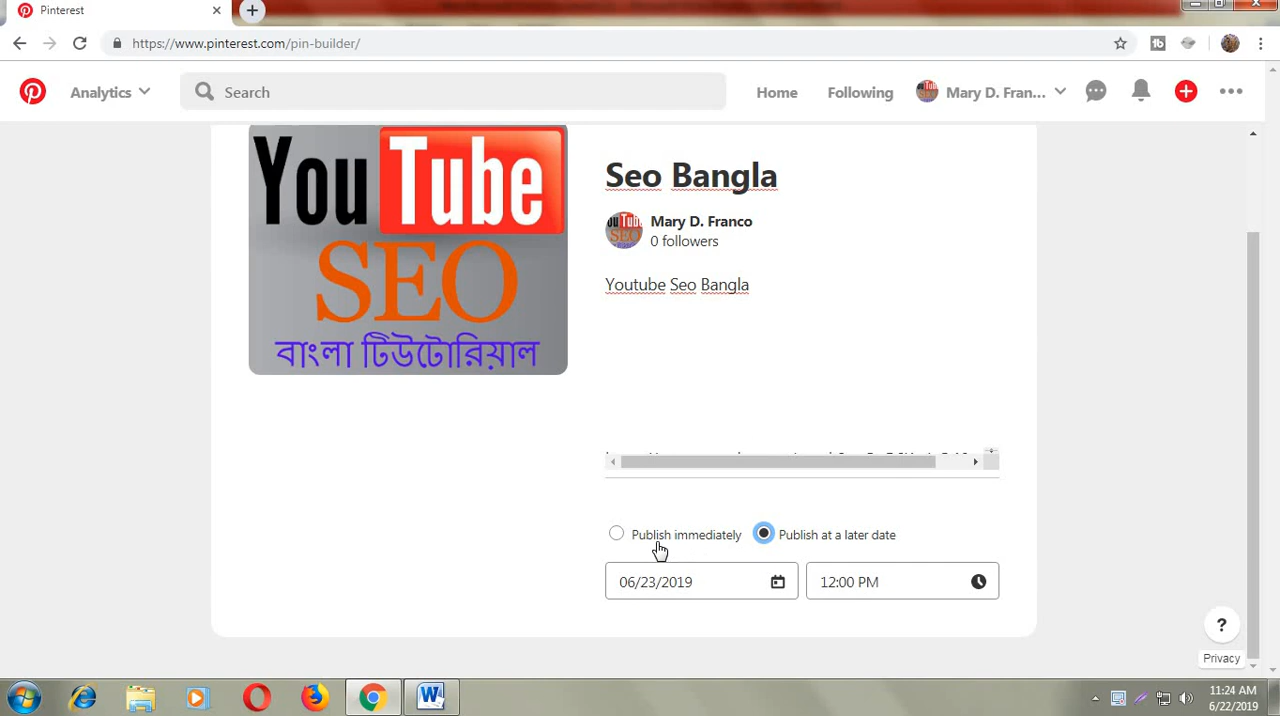 Pinterest
https://www.pinterest.com/pin-builder/
Analytics
Search
Home
Following
Mary D. Fran...
YouTube
SEO
বাংলা টিউটোরিয়াল
Seo Bangla
Mary D. Franco
0 followers
Youtube Seo Bangla
Publish immediately
Publish at a later date
06/23/2019
12:00 PM
?
Privacy
11:24 AM
6/22/2019